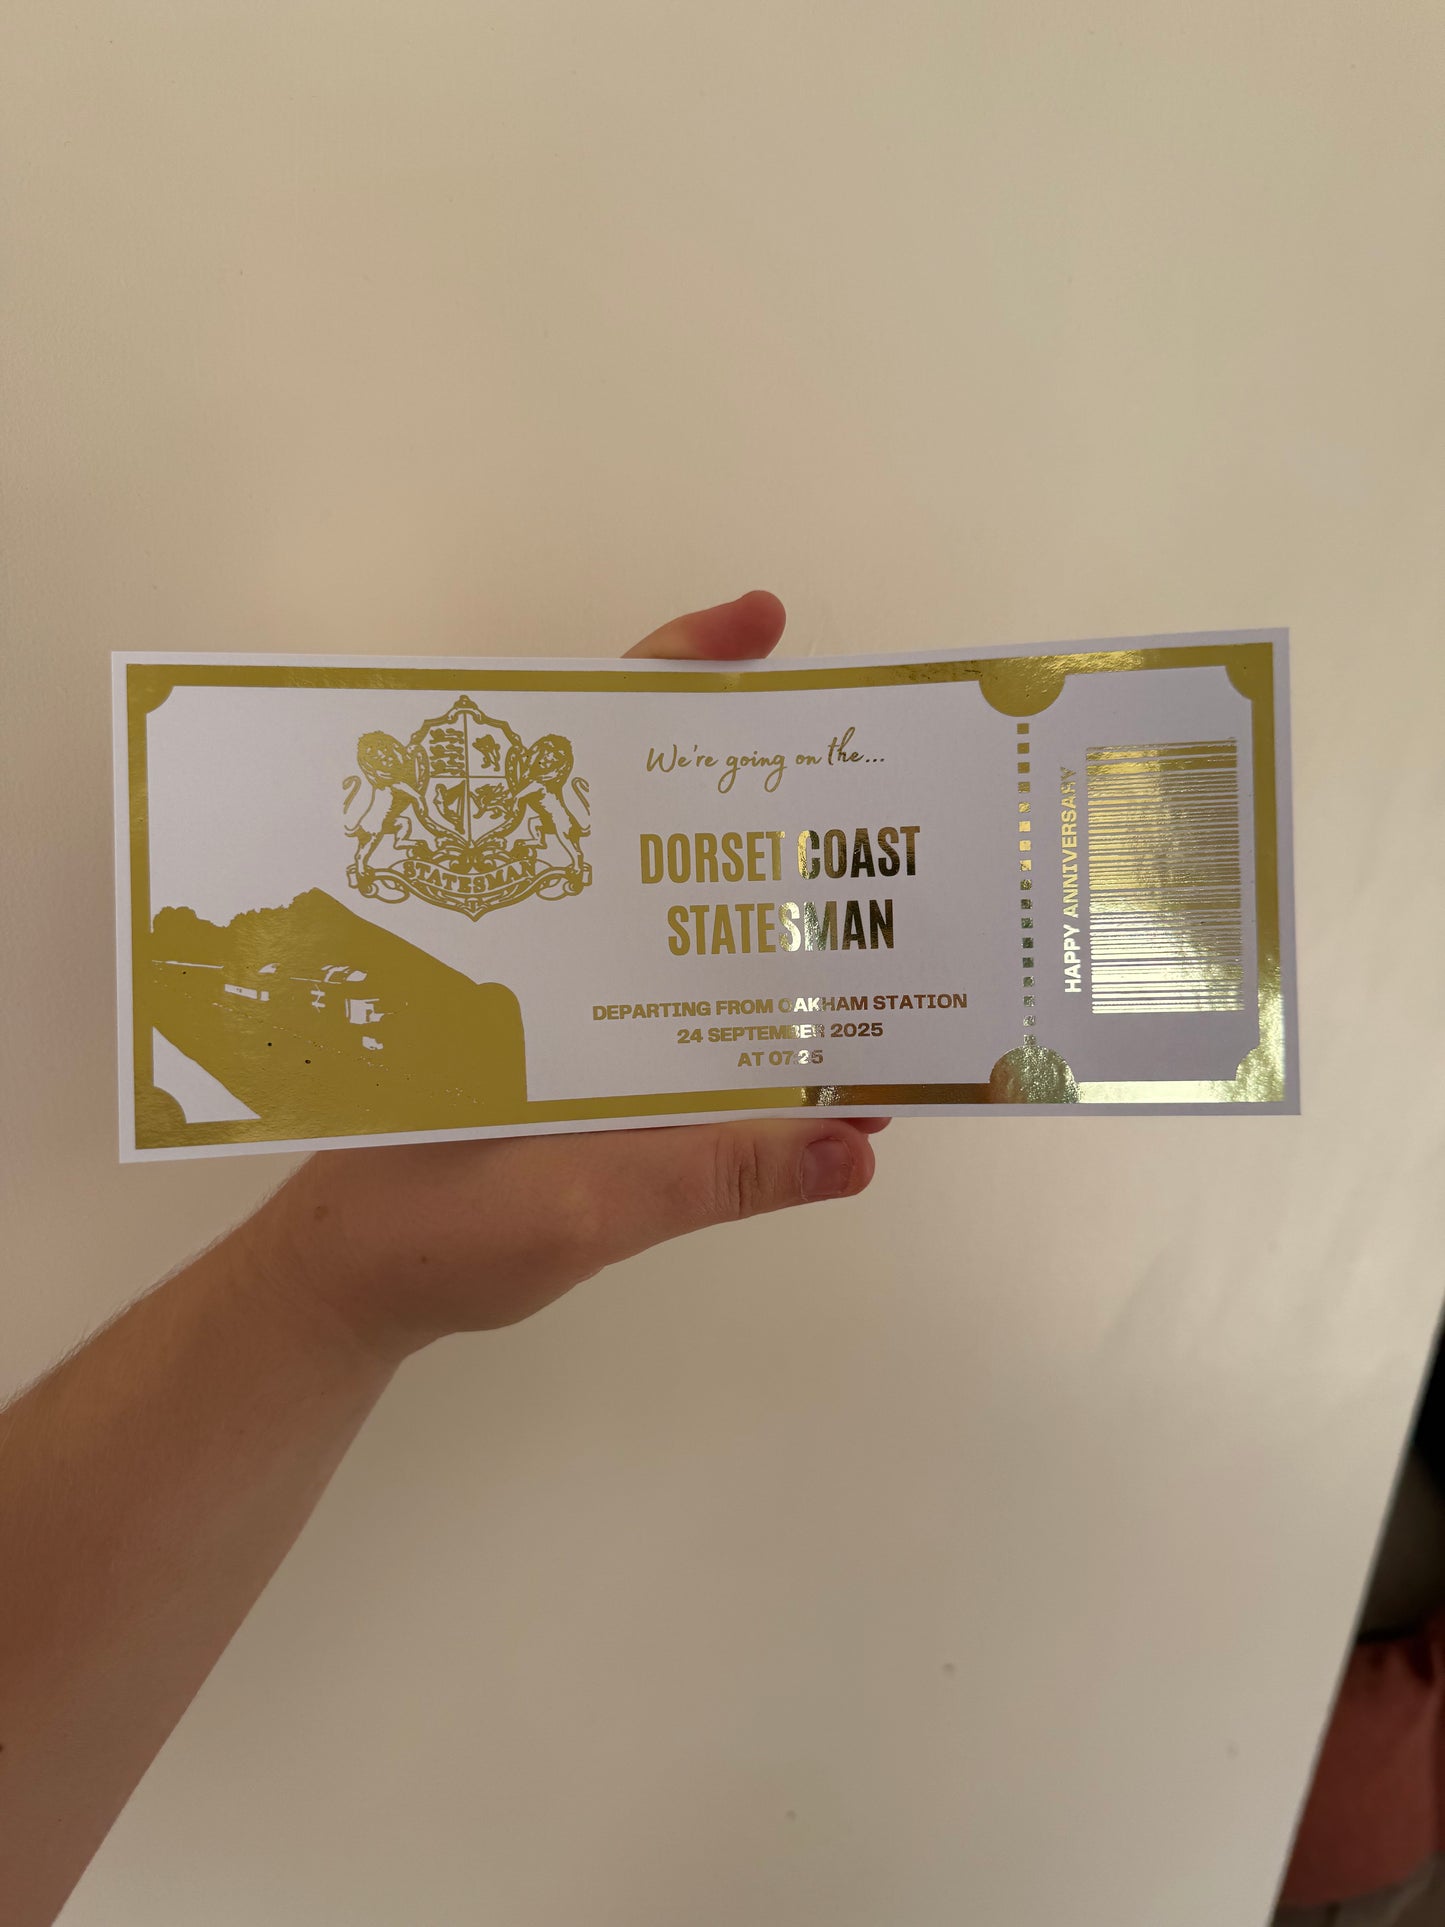 STATESMAN
We're going on the...
DORSET COAST
STATESMAN
DEPARTING FROM OAKHAM STATION
24 SEPTEMBER 2025
AT 07:25
HAPPY ANNIVERSARY